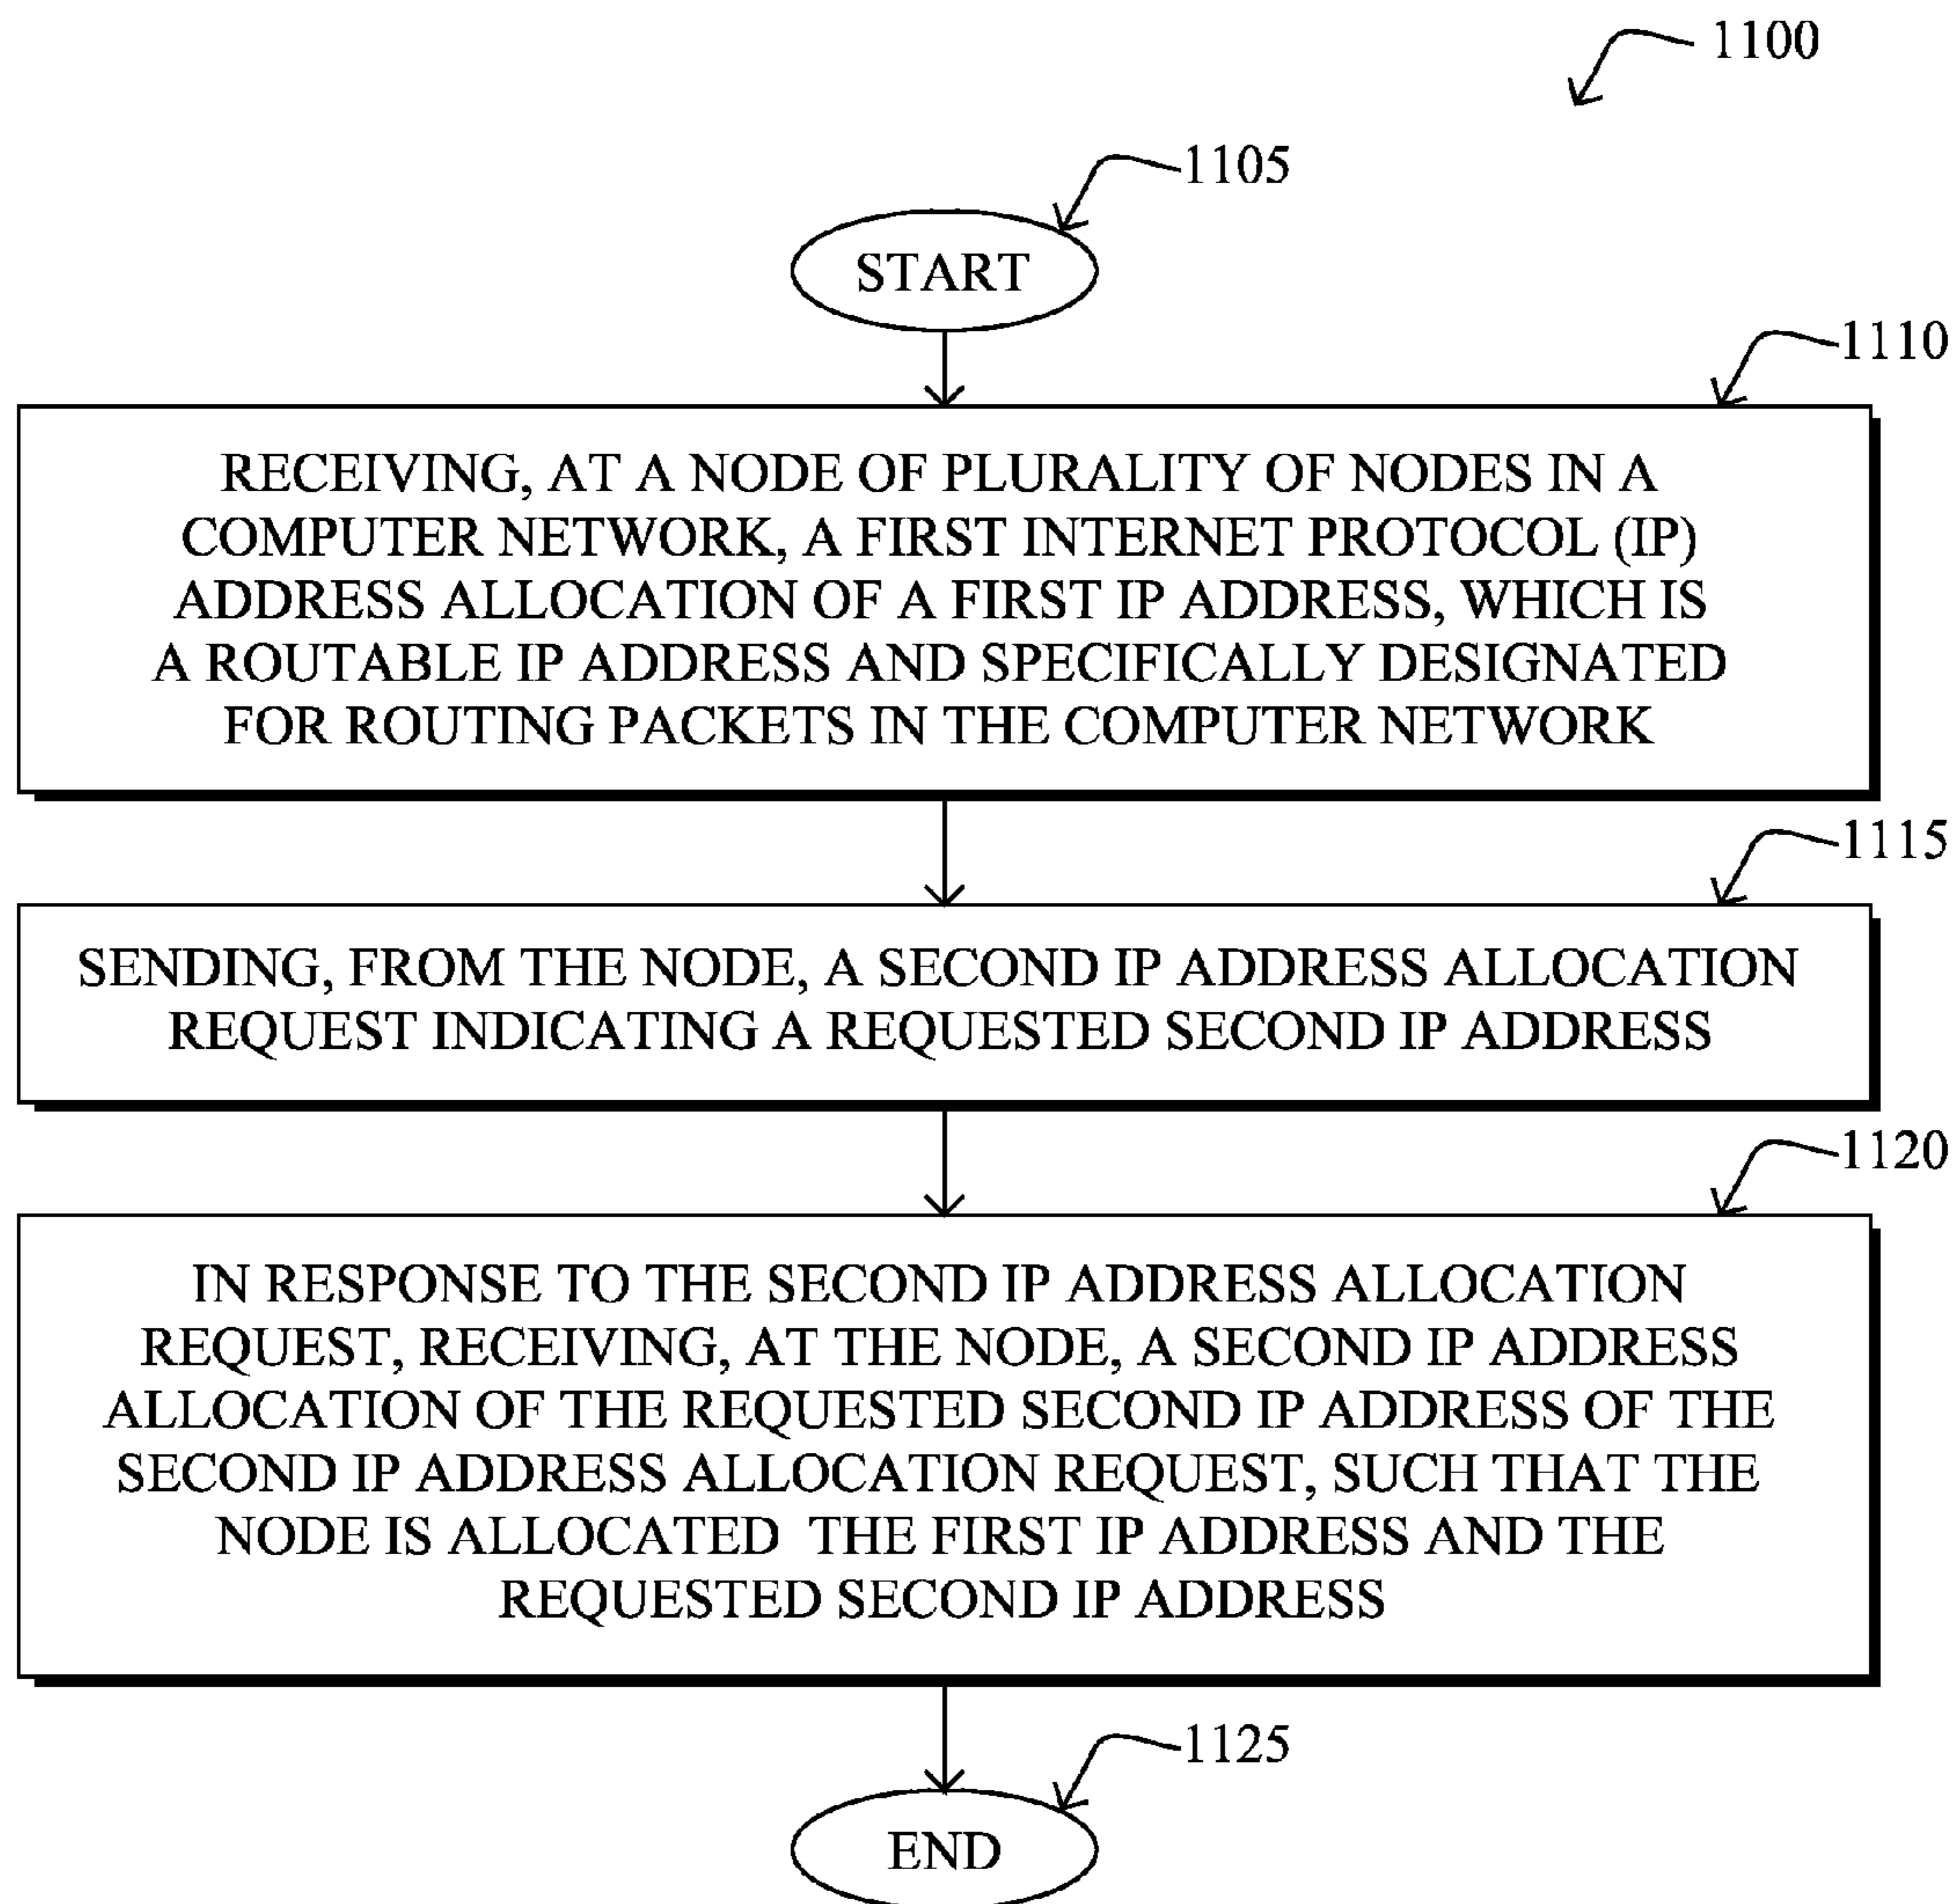 1100
1105
START
1110
RECEIVING, AT A NODE OF PLURALITY OF NODES IN A
COMPUTER NETWORK, A FIRST INTERNET PROTOCOL (IP)
ADDRESS ALLOCATION OF A FIRST IP ADDRESS, WHICH IS
A ROUTABLE IP ADDRESS AND SPECIFICALLY DESIGNATED
FOR ROUTING PACKETS IN THE COMPUTER NETWORK
1115
SENDING, FROM THE NODE, A SECOND IP ADDRESS ALLOCATION
REQUEST INDICATING A REQUESTED SECOND IP ADDRESS
1120
IN RESPONSE TO THE SECOND IP ADDRESS ALLOCATION
REQUEST, RECEIVING, AT THE NODE, A SECOND IP ADDRESS
ALLOCATION OF THE REQUESTED SECOND IP ADDRESS OF THE
SECOND IP ADDRESS ALLOCATION REQUEST, SUCH THAT THE
NODE IS ALLOCATED THE FIRST IP ADDRESS AND THE
REQUESTED SECOND IP ADDRESS
1125
END